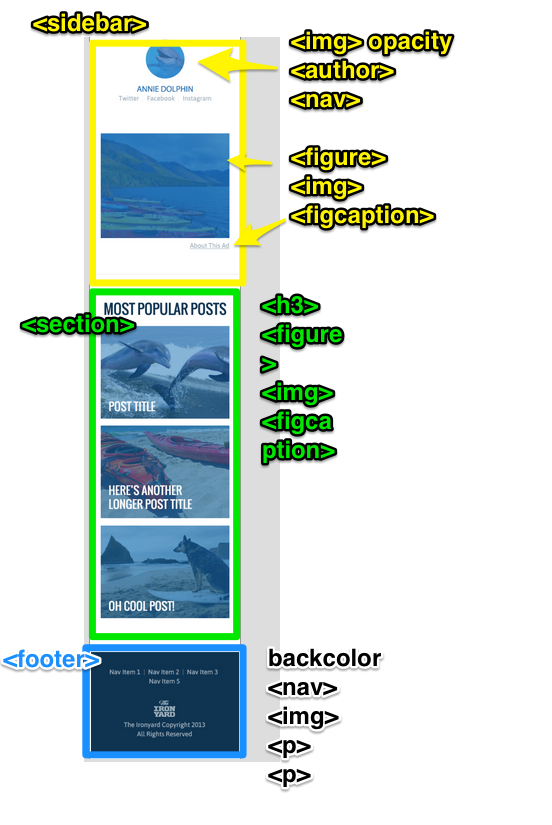 <sidebar>
<img> opacity
<author>
<nav>
ANNIE DOLPHIN
Twitter Facebook Instagram
<figure>
<img>
<figcaption>
About This Ad
<section>
MOST POPULAR POSTS
<h3>
<figure
>
<img>
<figca
ption>
POST TITLE
HERE'S ANOTHER
LONGER POST TITLE
OH COOL POST!
<footer>
backcolor
<nav>
<img>
<p>
<p>
Nav Item 1 | Nav Item 2 | Nav Item 3
Nav Item 5
THE
IRON
YARD
The Ironyard Copyright 2013
All Rights Reserved